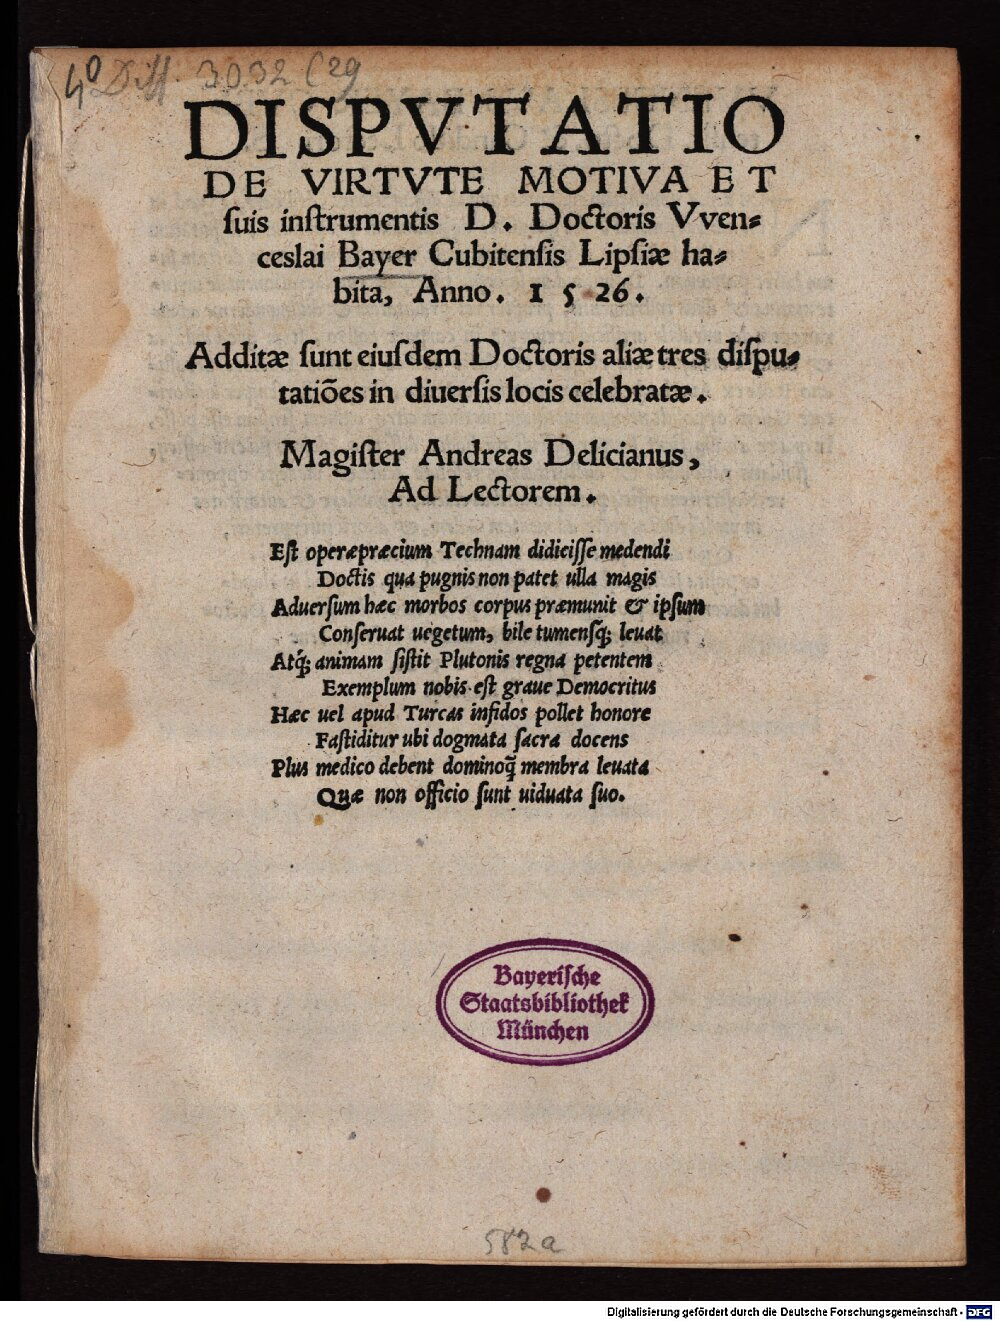 4° Diss. 3032 (29
DISPVTATIO
DE VIRTVTE MOTIVA ET
ſuis inſtrumentis D. Doctoris Vven⸗
ceslai Bayer Cubitenſis Lipſiæ ha⸗
bita, Anno. 1526.
Additæ ſunt eiuſdem Doctoris aliæ tres diſpu⸗
tatiões in diuerſis locis celebratæ.
Magiſter Andreas Delicianus,
Ad Lectorem.
Eſt operæpræcium Technam didiciſſe medendi
Doctis qua pugnis non patet ulla magis
Aduerſum hæc morbos corpus præmunit & ipſum
Conſeruat uegetum, bile tumenſq; leuat
Atq́; animam ſiſtit Plutonis regna petentem
Exemplum nobis eſt graue Democritus
Hæc uel apud Turcas infidos pollet honore
Faſtiditur ubi dogmata ſacra docens
Plus medico debent dominoq̃ membra leuata
Quæ non officio ſunt uiduata ſuo.
Bayeriſche
Staatsbibliothek
München
582a
Digitalisierung gefördert durch die Deutsche Forschungsgemeinschaft - DFG